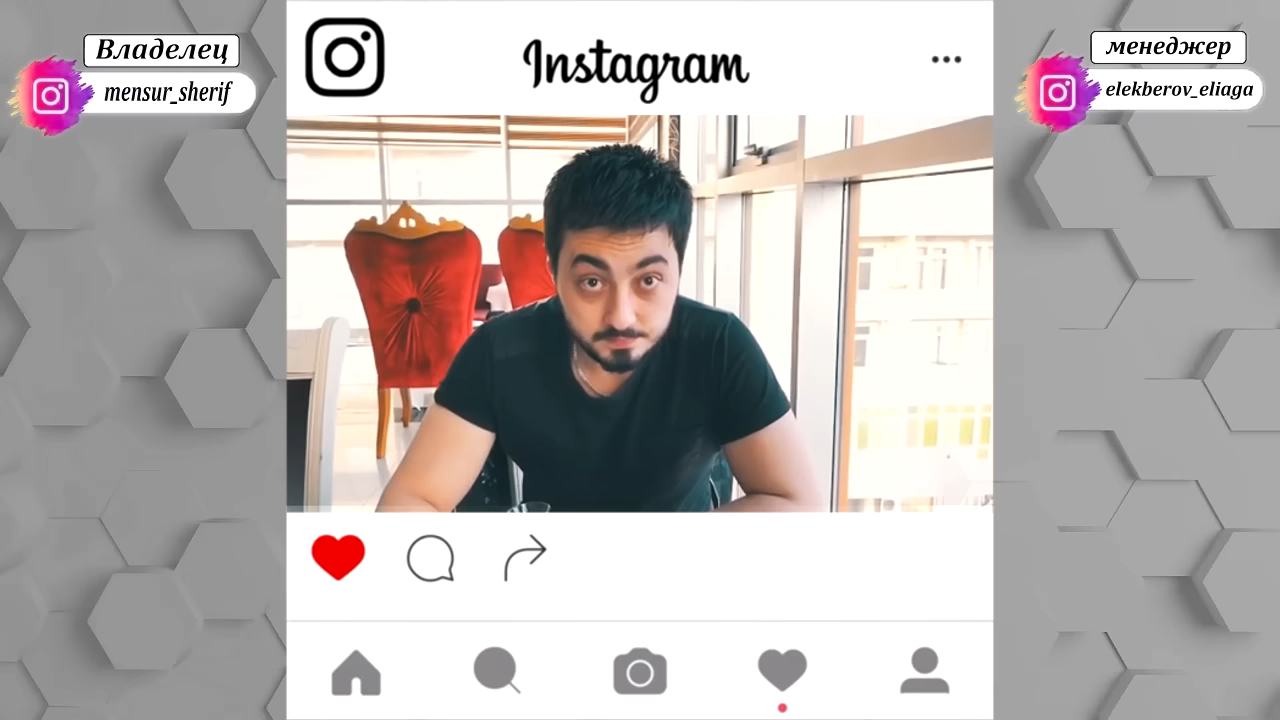 Владелец
mensur_sherif
Instagram
менеджер
elekberov_eliaga